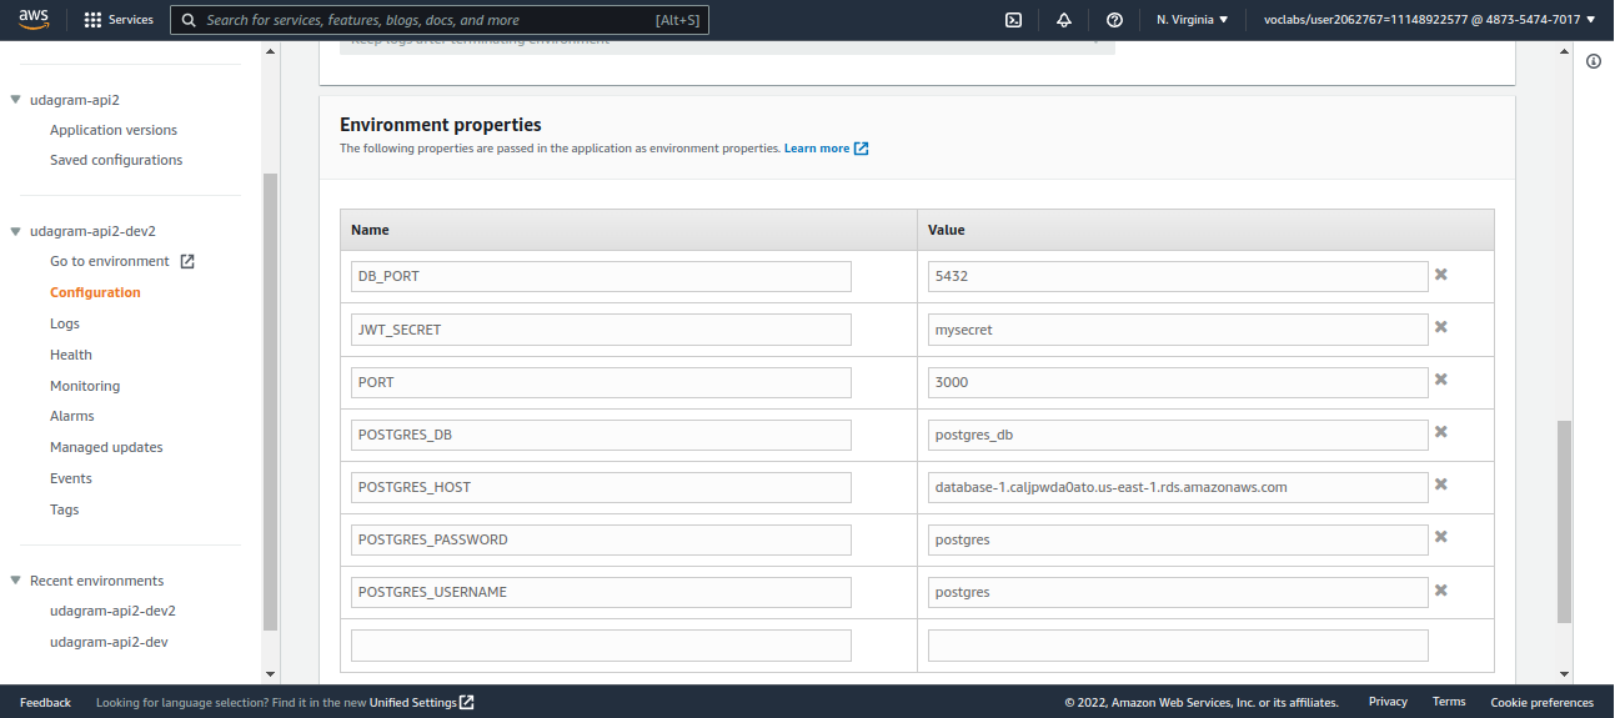 aws Services Search for services, features, blogs, docs, and more [Alt+S] N. Virginia ▼ voclabs/user2062767=11148922577 @ 4873-5474-7017 ▼
Keep logs after terminating environment
udagram-api2
Application versions
Saved configurations
udagram-api2-dev2
Go to environment
Configuration
Logs
Health
Monitoring
Alarms
Managed updates
Events
Tags
Recent environments
udagram-api2-dev2
udagram-api2-dev
Environment properties
The following properties are passed in the application as environment properties. Learn more
Name Value
DB_PORT 5432
JWT_SECRET mysecret
PORT 3000
POSTGRES_DB postgres_db
POSTGRES_HOST database-1.caljpwda0ato.us-east-1.rds.amazonaws.com
POSTGRES_PASSWORD postgres
POSTGRES_USERNAME postgres
Feedback Looking for language selection? Find it in the new Unified Settings © 2022, Amazon Web Services, Inc. or its affiliates. Privacy Terms Cookie preferences